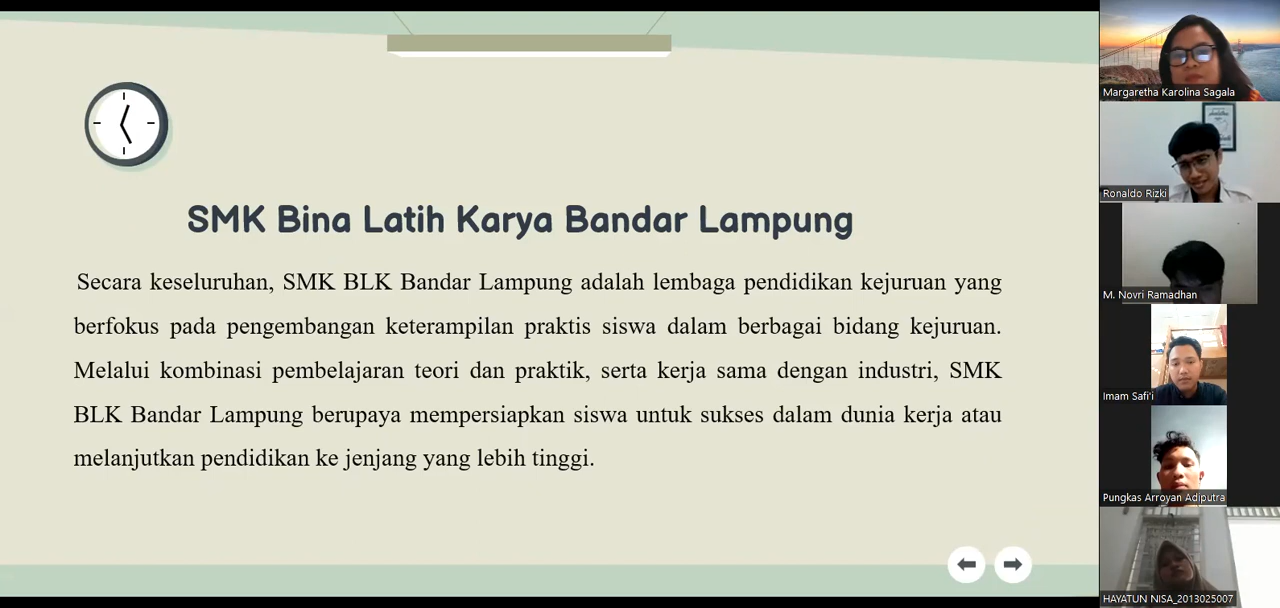 SMK Bina Latih Karya Bandar Lampung
Secara keseluruhan, SMK BLK Bandar Lampung adalah lembaga pendidikan kejuruan yang
berfokus pada pengembangan keterampilan praktis siswa dalam berbagai bidang kejuruan.
Melalui kombinasi pembelajaran teori dan praktik, serta kerja sama dengan industri, SMK
BLK Bandar Lampung berupaya mempersiapkan siswa untuk sukses dalam dunia kerja atau
melanjutkan pendidikan ke jenjang yang lebih tinggi.
Margaretha Karolina Sagala
Ronaldo Rizki
M. Novri Ramadhan
Imam Safi'i
Pungkas Arroyan Adiputra
HAYATUN NISA_2013025007